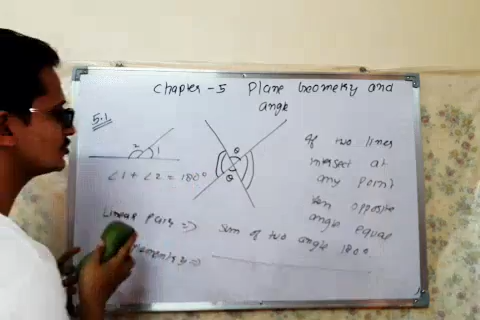 Chapter - 5 Plane Geometry and
angle
5.1
2 1
∠1 + ∠2 = 180°
θ
θ
If two lines
intersect at
any point
then opposite
angle equal
Linear Pair ⇒ sum of two angle 180°.